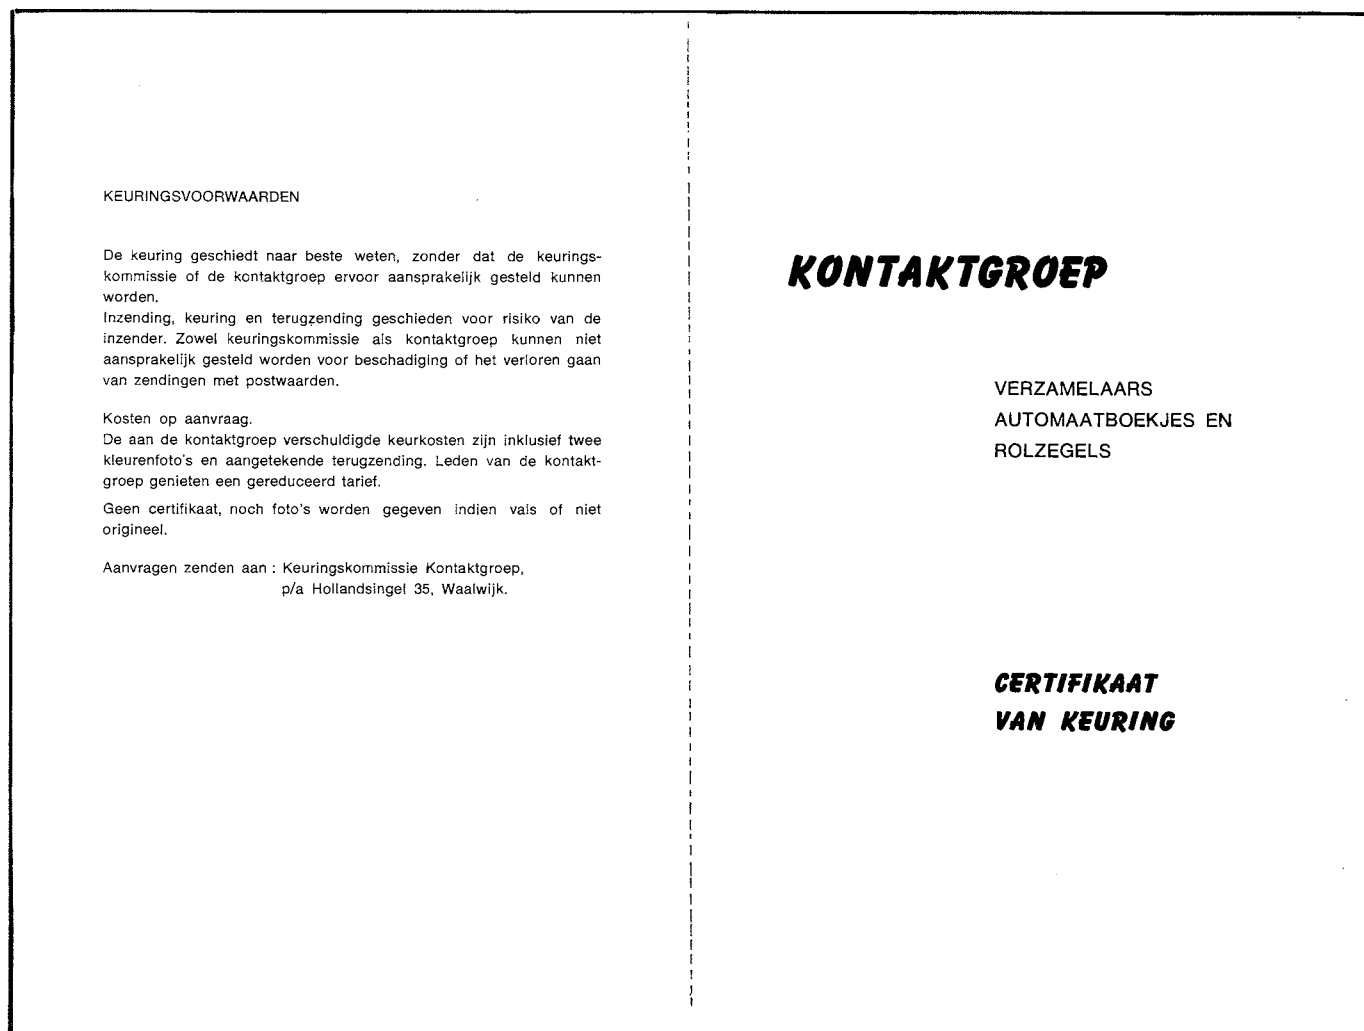 KEURINGSVOORWAARDEN
De keuring geschiedt naar beste weten, zonder dat de keurings-
kommissie of de kontaktgroep ervoor aansprakelijk gesteld kunnen
worden.
Inzending, keuring en terugzending geschieden voor risiko van de
inzender. Zowel keuringskommissie als kontaktgroep kunnen niet
aansprakelijk gesteld worden voor beschadiging of het verloren gaan
van zendingen met postwaarden.
Kosten op aanvraag.
De aan de kontaktgroep verschuldigde keurkosten zijn inklusief twee
kleurenfoto's en aangetekende terugzending. Leden van de kontakt-
groep genieten een gereduceerd tarief.
Geen certifikaat, noch foto's worden gegeven indien vals of niet
origineel.
Aanvragen zenden aan : Keuringskommissie Kontaktgroep,
p/a Hollandsingel 35, Waalwijk.
KONTAKTGROEP
VERZAMELAARS
AUTOMAATBOEKJES EN
ROLZEGELS
CERTIFIKAAT
VAN KEURING